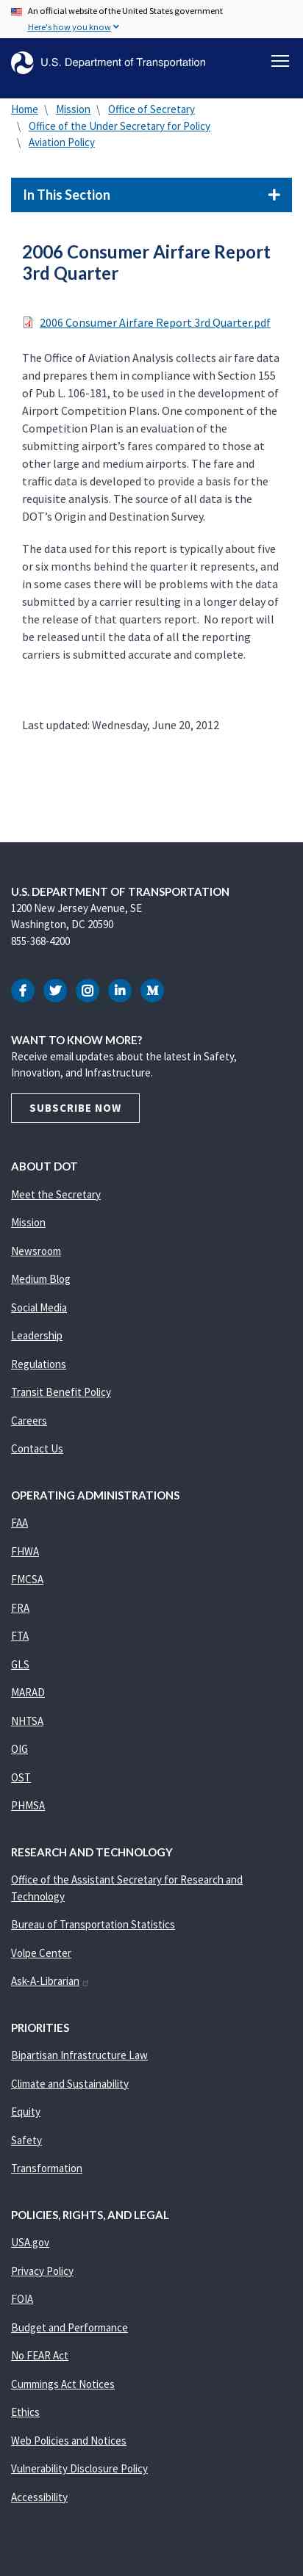 An official website of the United States government
Here's how you know
U.S. Department of Transportation
Home \ Mission \ Office of Secretary
\ Office of the Under Secretary for Policy
\ Aviation Policy
In This Section
2006 Consumer Airfare Report
3rd Quarter
2006 Consumer Airfare Report 3rd Quarter.pdf
The Office of Aviation Analysis collects air fare data
and prepares them in compliance with Section 155
of Pub L. 106-181, to be used in the development of
Airport Competition Plans. One component of the
Competition Plan is an evaluation of the
submitting airport’s fares compared to those at
other similarly situated airports. The fare and
traffic data is developed to provide a basis for the
requisite analysis. The source of all data is the
DOT’s Origin and Destination Survey.
The data used for this report is typically about five
or six months behind the quarter it represents, and
in some cases there will be problems with the data
submitted by a carrier resulting in a longer delay of
the release of that quarters report.  No report will
be released until the data of all the reporting
carriers is submitted accurate and complete.
Last updated: Wednesday, June 20, 2012
U.S. DEPARTMENT OF TRANSPORTATION
1200 New Jersey Avenue, SE
Washington, DC 20590
855-368-4200
WANT TO KNOW MORE?
Receive email updates about the latest in Safety,
Innovation, and Infrastructure.
SUBSCRIBE NOW
ABOUT DOT
Meet the Secretary
Mission
Newsroom
Medium Blog
Social Media
Leadership
Regulations
Transit Benefit Policy
Careers
Contact Us
OPERATING ADMINISTRATIONS
FAA
FHWA
FMCSA
FRA
FTA
GLS
MARAD
NHTSA
OIG
OST
PHMSA
RESEARCH AND TECHNOLOGY
Office of the Assistant Secretary for Research and
Technology
Bureau of Transportation Statistics
Volpe Center
Ask-A-Librarian
PRIORITIES
Bipartisan Infrastructure Law
Climate and Sustainability
Equity
Safety
Transformation
POLICIES, RIGHTS, AND LEGAL
USA.gov
Privacy Policy
FOIA
Budget and Performance
No FEAR Act
Cummings Act Notices
Ethics
Web Policies and Notices
Vulnerability Disclosure Policy
Accessibility